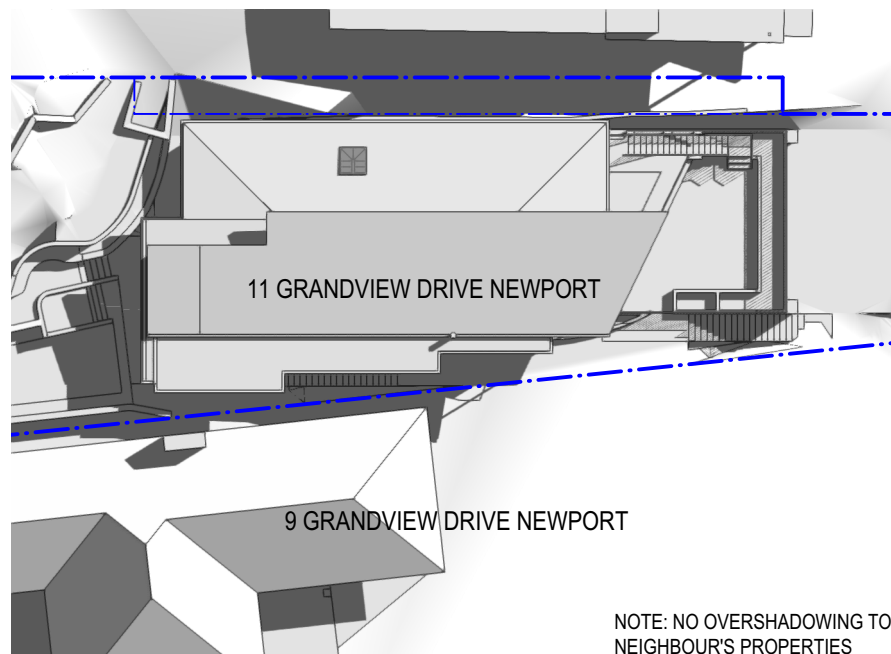 11 GRANDVIEW DRIVE NEWPORT
9 GRANDVIEW DRIVE NEWPORT
NOTE: NO OVERSHADOWING TO
NEIGHBOUR'S PROPERTIES